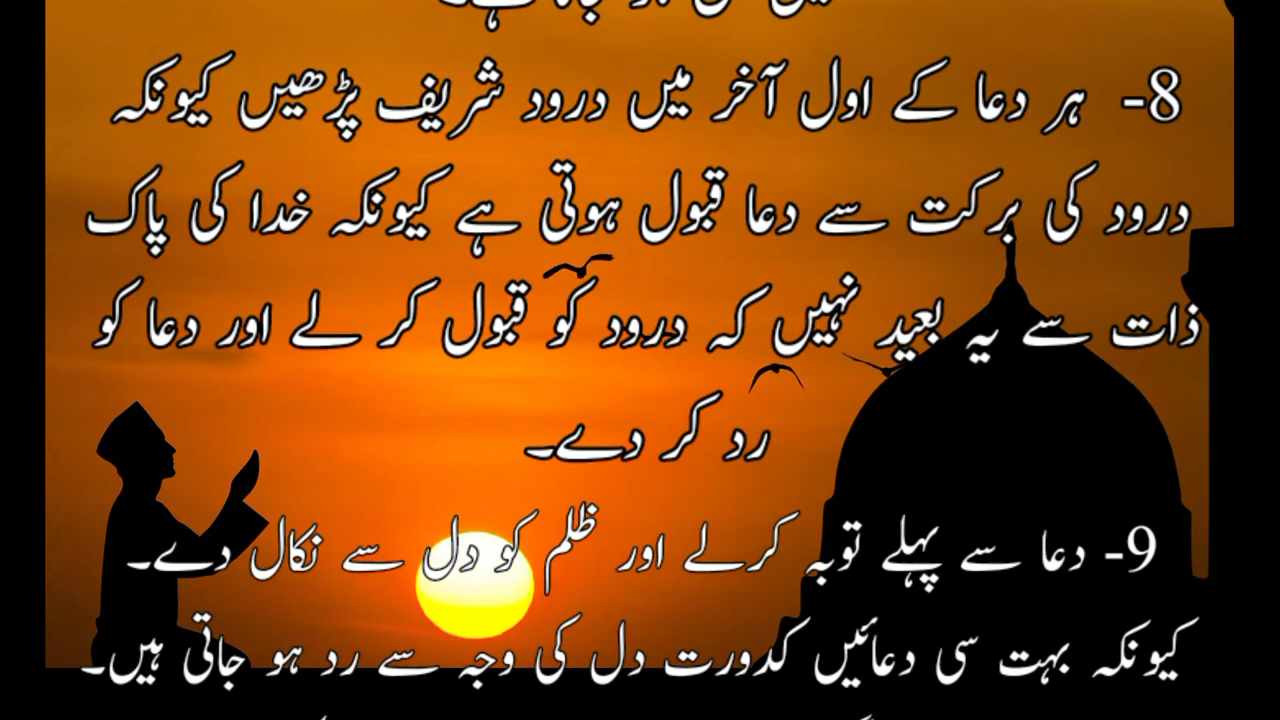 8- ہر دعا کے اول آخر میں درود شریف پڑھیں کیونکہ
درود کی برکت سے دعا قبول ہوتی ہے کیونکہ خدا کی پاک
ذات سے یہ بعید نہیں کہ درود کو قبول کر لے اور دعا کو
رد کر دے۔
9- دعا سے پہلے توبہ کرلے اور ظلم کو دل سے نکال دے۔
کیونکہ بہت سی دعائیں کدورت دل کی وجہ سے رد ہو جاتی ہیں۔